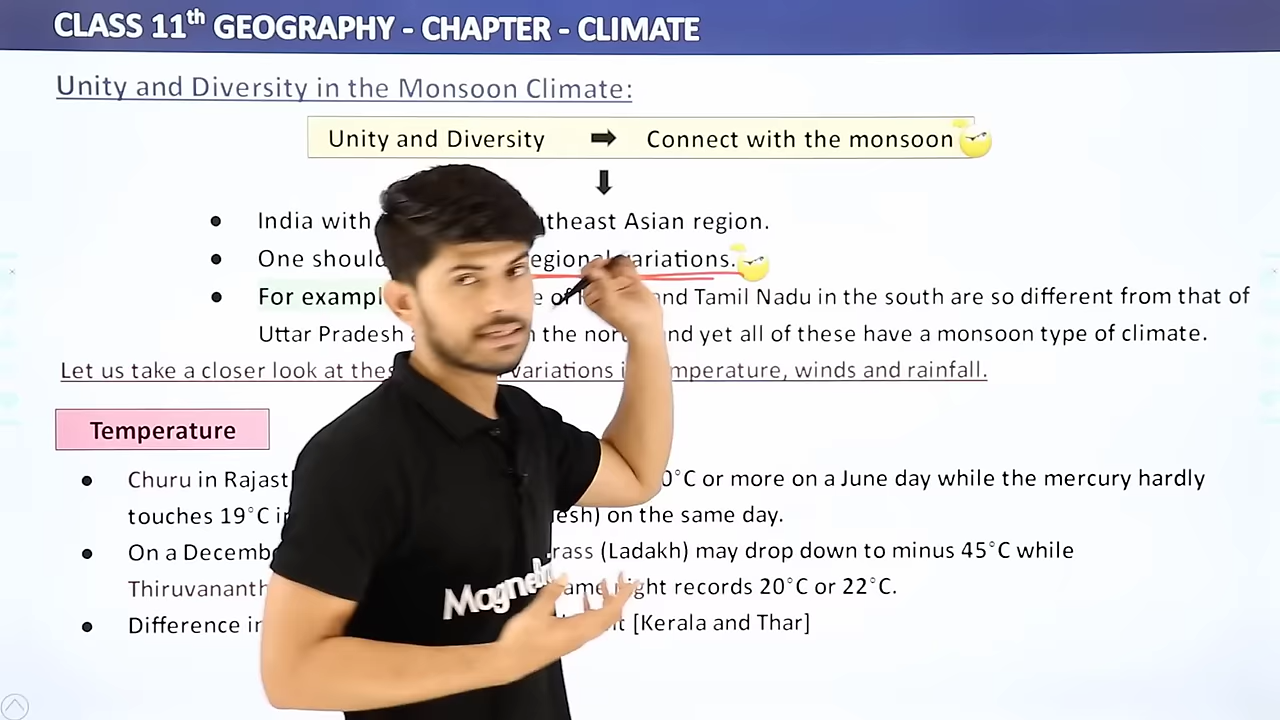 CLASS 11th GEOGRAPHY - CHAPTER - CLIMATE
Unity and Diversity in the Monsoon Climate:
Unity and Diversity ➡ Connect with the monsoon
⬇
• India with theast Asian region.
• One should egional variations.
• For exampl e of and Tamil Nadu in the south are so different from that of
Uttar Pradesh n the nor nd yet all of these have a monsoon type of climate.
Let us take a closer look at thes variations i mperature, winds and rainfall.
Temperature
• Churu in Rajast 0°C or more on a June day while the mercury hardly
touches 19°C i esh) on the same day.
• On a Decemb rass (Ladakh) may drop down to minus 45°C while
Thiruvananth ame night records 20°C or 22°C.
• Difference in t [Kerala and Thar]
Magne